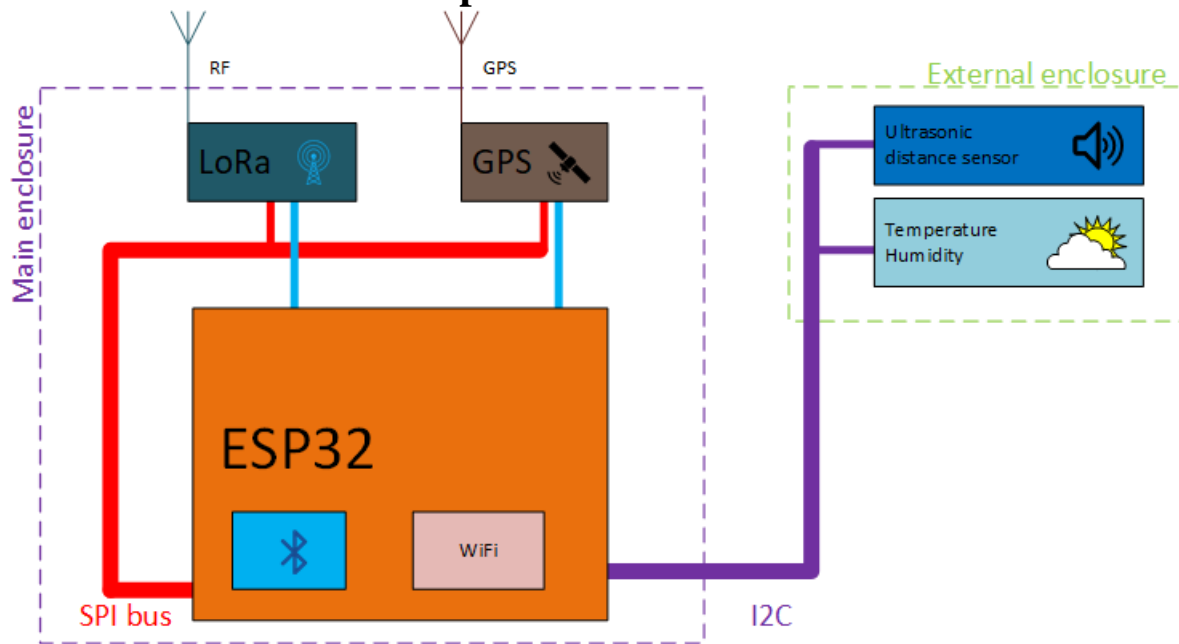 RF
GPS
External enclosure
Main enclosure
LoRa
GPS
Ultrasonic
distance sensor
Temperature
Humidity
ESP32
WiFi
SPI bus
I2C